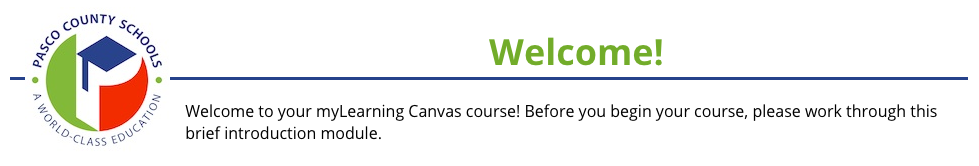 PASCO COUNTY SCHOOLS
A WORLD-CLASS EDUCATION
Welcome!
Welcome to your myLearning Canvas course! Before you begin your course, please work through this
brief introduction module.